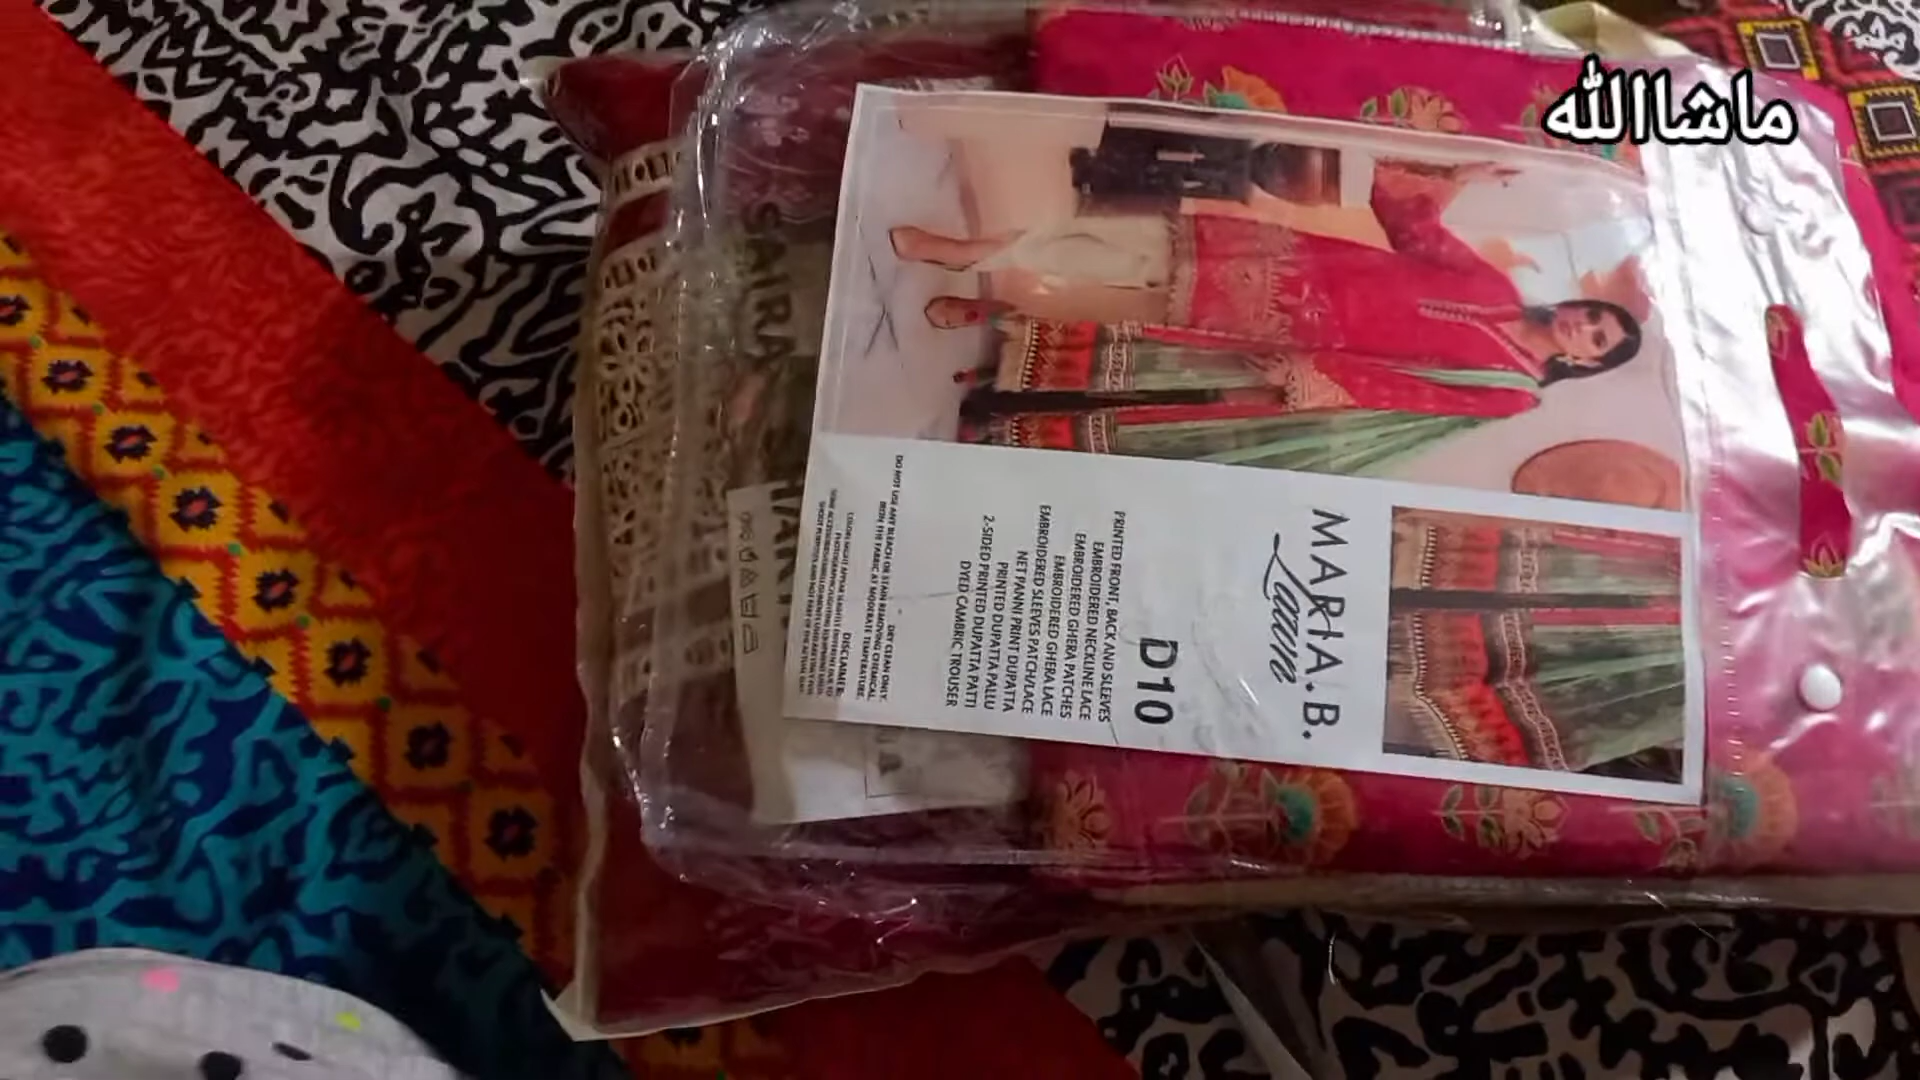 ماشاالله
MARIA.B.
Lawn
D10
PRINTED FRONT, BACK AND SLEEVES
EMBROIDERED NECKLINE LACE
EMBROIDERED GHERA PATCHES
EMBROIDERED GHERA LACE
EMBROIDERED SLEEVES PATCH/LACE
NET PANNI PRINT DUPATTA
PRINTED DUPATTA PALLU
2-SIDED PRINTED DUPATTA PATTI
DYED CAMBRIC TROUSER
DRY CLEAN ONLY.
DO NOT USE ANY BLEACH OR STAIN REMOVING CHEMICAL.
IRON THE FABRIC AT MODERATE TEMPERATURE.
DISCLAIMER:
SAIRA